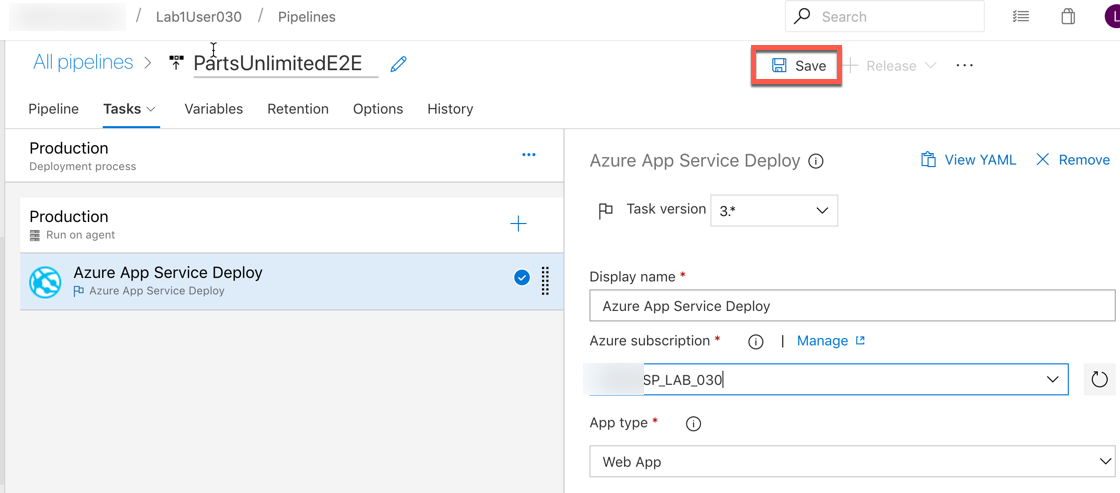 / Lab1User030 / Pipelines
Search
L
All pipelines > PartsUnlimitedE2E
Save
+ Release
...
Pipeline Tasks Variables Retention Options History
Production
Deployment process
...
Production
Run on agent
Azure App Service Deploy
Azure App Service Deploy
Azure App Service Deploy
View YAML
Remove
Task version 3.*
Display name *
Azure App Service Deploy
Azure subscription * | Manage
SP_LAB_030
App type *
Web App